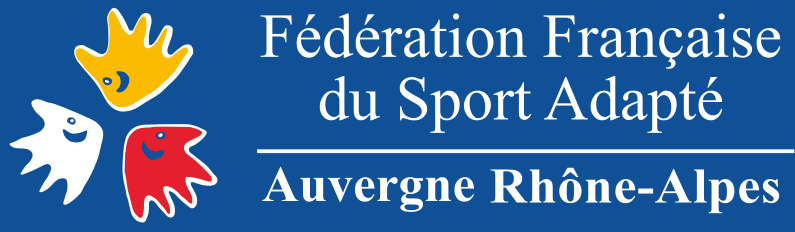 Fédération Française
du Sport Adapté
Auvergne Rhône-Alpes